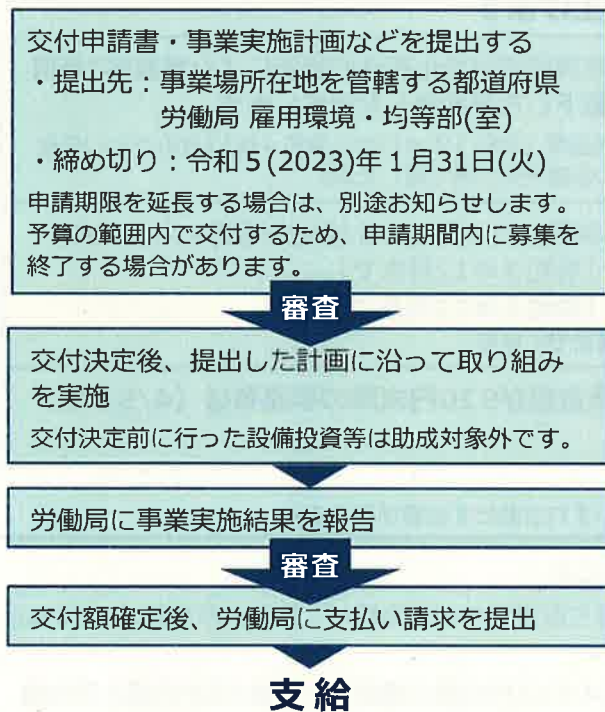 交付申請書・事業実施計画などを提出する
・提出先：事業場所在地を管轄する都道府県
労働局 雇用環境・均等部(室)
・締め切り：令和５(2023)年１月31日(火)
申請期限を延長する場合は、別途お知らせします。
予算の範囲内で交付するため、申請期間内に募集を
終了する場合があります。
審査
交付決定後、提出した計画に沿って取り組み
を実施
交付決定前に行った設備投資等は助成対象外です。
労働局に事業実施結果を報告
審査
交付額確定後、労働局に支払い請求を提出
支給